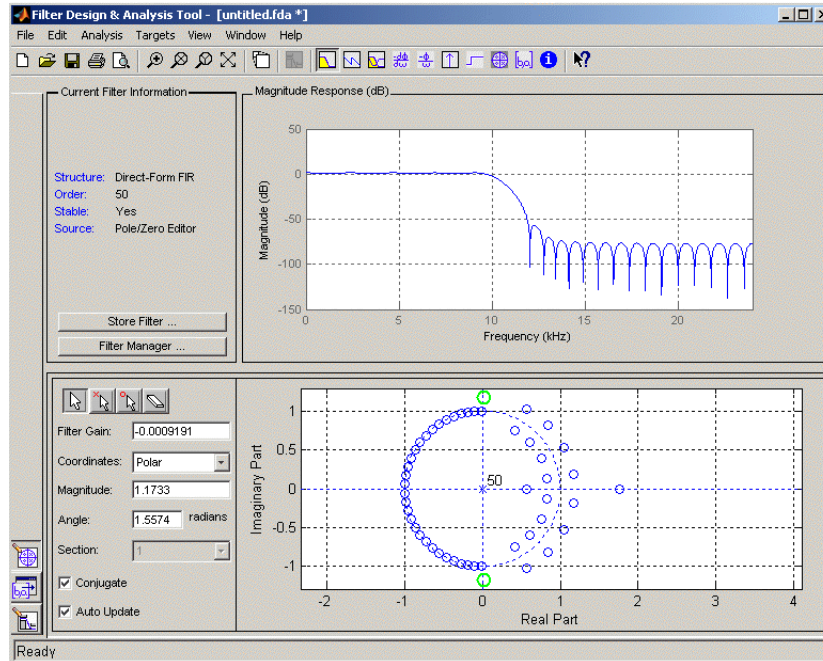 Filter Design & Analysis Tool - [untitled.fda *]
File Edit Analysis Targets View Window Help
Current Filter Information
Structure: Direct-Form FIR
Order: 50
Stable: Yes
Source: Pole/Zero Editor
Store Filter ...
Filter Manager ...
Magnitude Response (dB)
50
0
-50
-100
-150
Magnitude (dB)
0 5 10 15 20
Frequency (kHz)
Filter Gain: -0.0009191
Coordinates: Polar
Magnitude: 1.1733
Angle: 1.5574 radians
Section: 1
Conjugate
Auto Update
1
0.5
0
-0.5
-1
Imaginary Part
50
-2 -1 0 1 2 3 4
Real Part
Ready